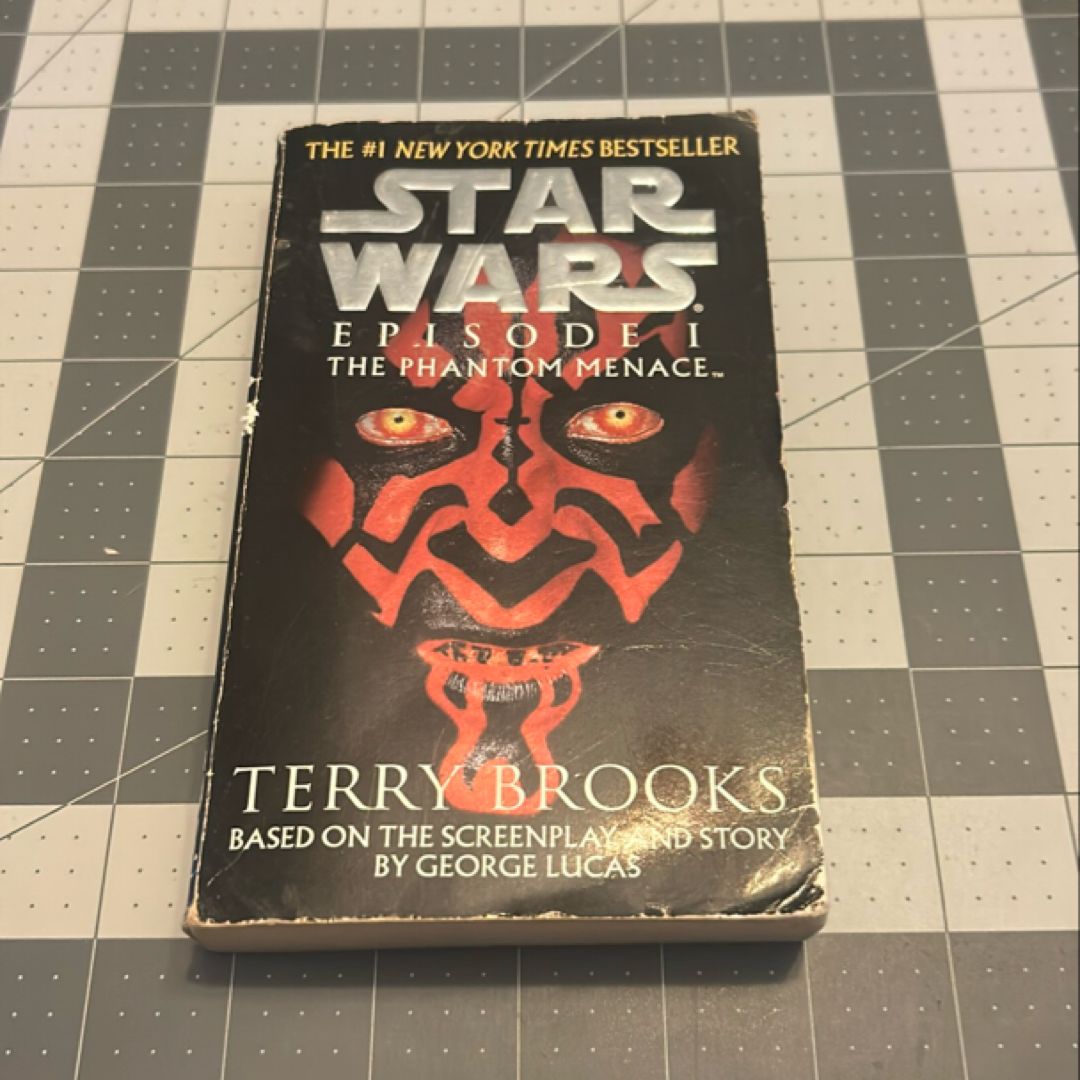 THE #1 NEW YORK TIMES BESTSELLER
STAR
WARS®
EPISODE I
THE PHANTOM MENACE™
TERRY BROOKS
BASED ON THE SCREENPLAY AND STORY
BY GEORGE LUCAS